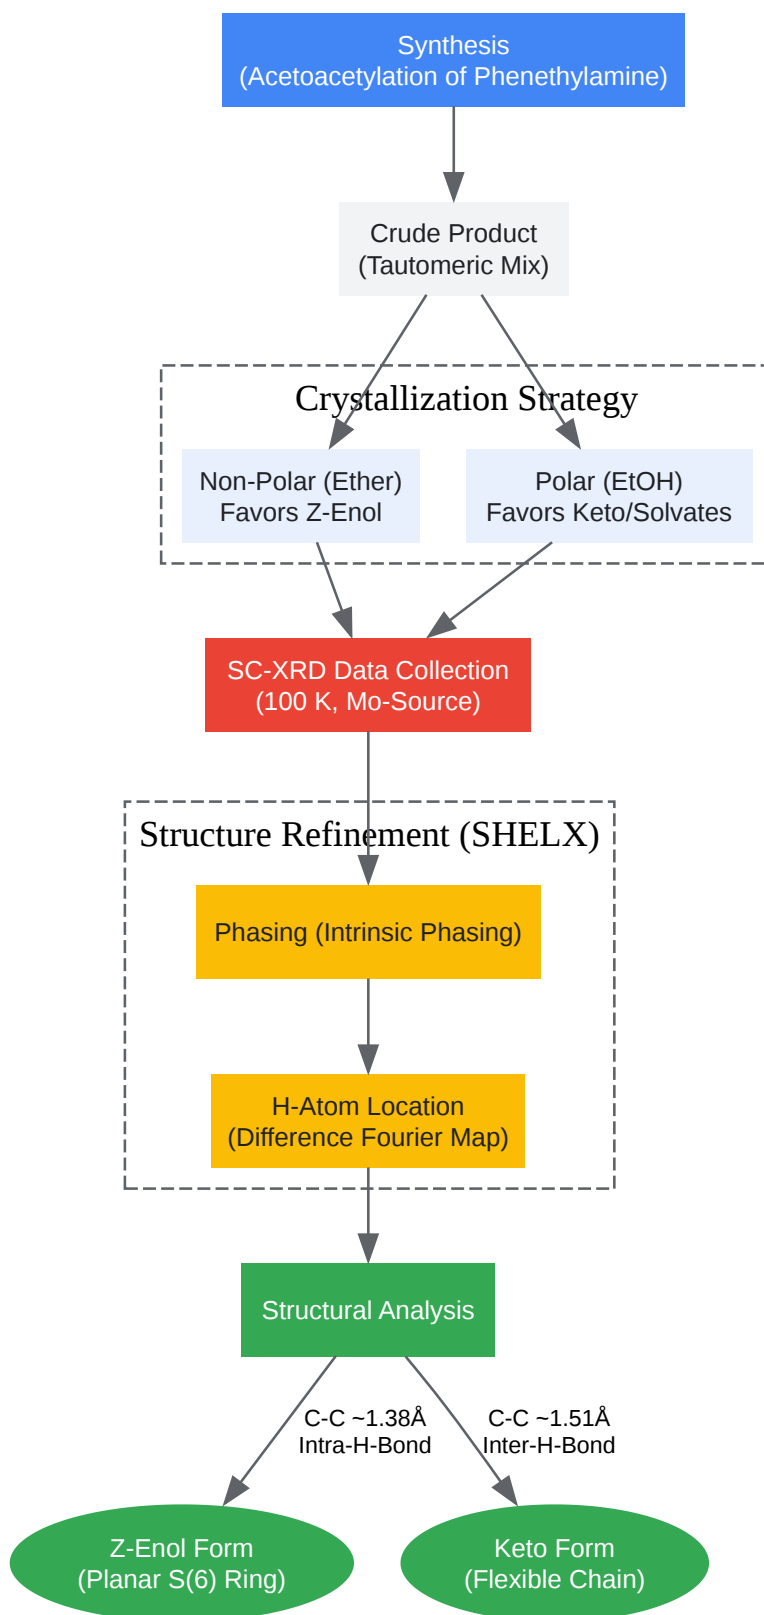 Synthesis
(Acetoacetylation of Phenethylamine)
Crude Product
(Tautomeric Mix)
Crystallization Strategy
Non-Polar (Ether)
Favors Z-Enol
Polar (EtOH)
Favors Keto/Solvates
SC-XRD Data Collection
(100 K, Mo-Source)
Structure Refinement (SHELX)
Phasing (Intrinsic Phasing)
H-Atom Location
(Difference Fourier Map)
Structural Analysis
C-C ~1.38Å
Intra-H-Bond
C-C ~1.51Å
Inter-H-Bond
Z-Enol Form
(Planar S(6) Ring)
Keto Form
(Flexible Chain)